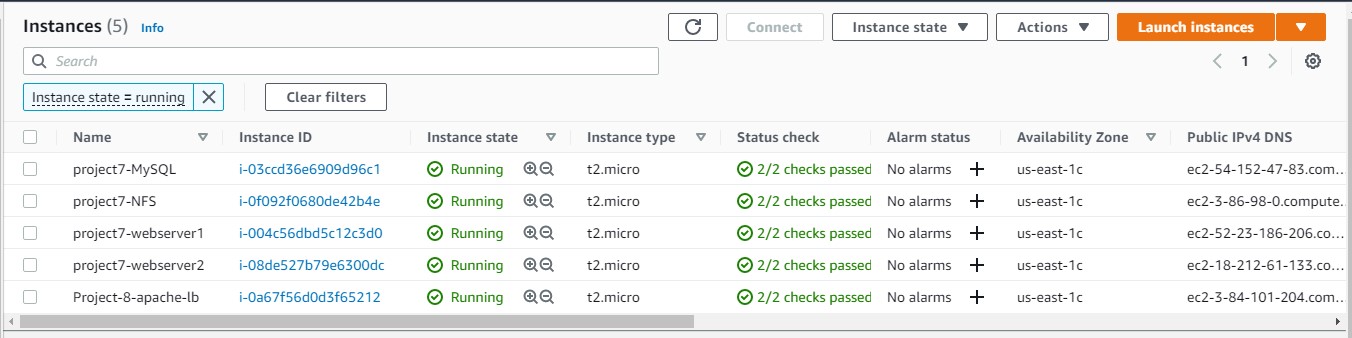 Instances (5) Info Connect Instance state Actions Launch instances
Search 1
Instance state = running Clear filters
Name Instance ID Instance state Instance type Status check Alarm status Availability Zone Public IPv4 DNS
project7-MySQL i-03ccd36e6909d96c1 Running t2.micro 2/2 checks passed No alarms us-east-1c ec2-54-152-47-83.com...
project7-NFS i-0f092f0680de42b4e Running t2.micro 2/2 checks passed No alarms us-east-1c ec2-3-86-98-0.compute...
project7-webserver1 i-004c56dbd5c12c3d0 Running t2.micro 2/2 checks passed No alarms us-east-1c ec2-52-23-186-206.co...
project7-webserver2 i-08de527b79e6300dc Running t2.micro 2/2 checks passed No alarms us-east-1c ec2-18-212-61-133.co...
Project-8-apache-lb i-0a67f56d0d3f65212 Running t2.micro 2/2 checks passed No alarms us-east-1c ec2-3-84-101-204.com...